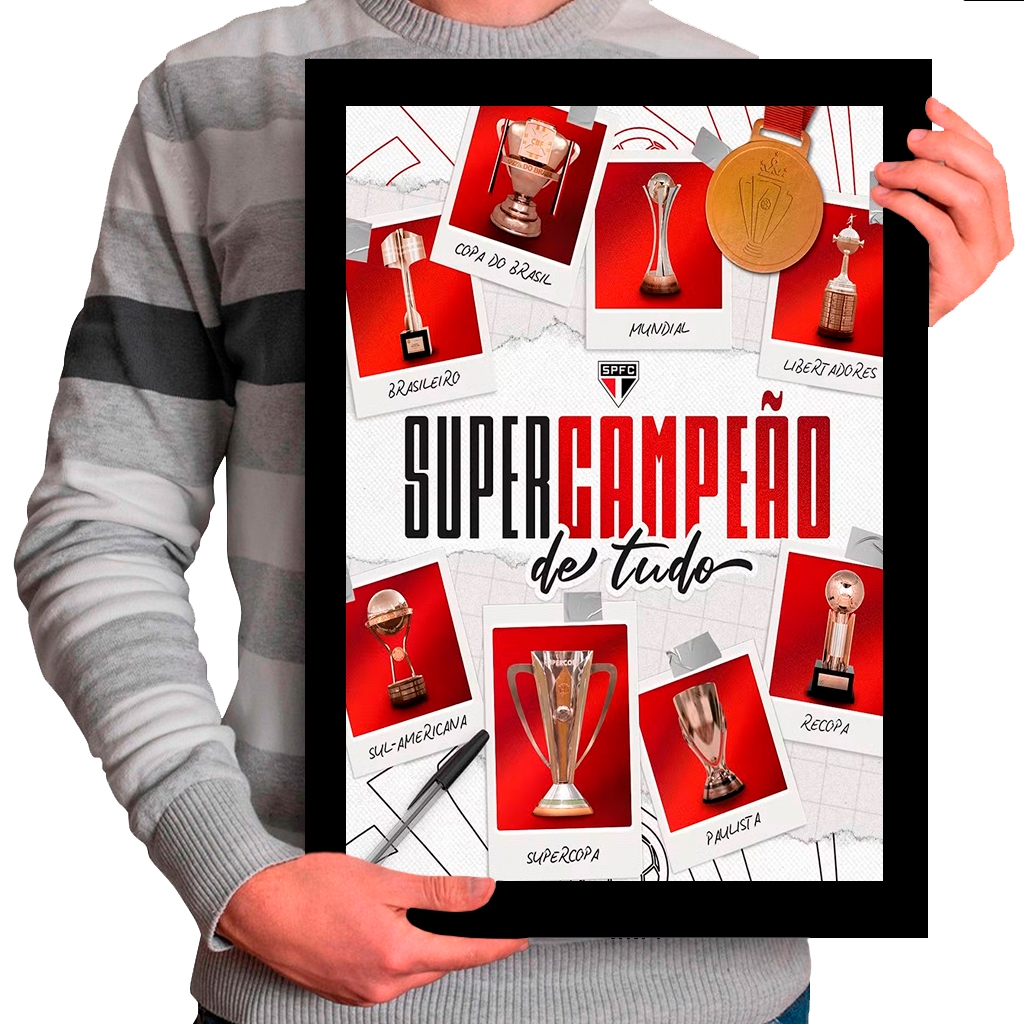 COPA DO BRASIL
MUNDIAL
BRASILEIRO
LIBERTADORES
SPFC
SUPERCAMPEÃO
de tudo
SUL-AMERICANA
RECOPA
SUPERCOPA
PAULISTA